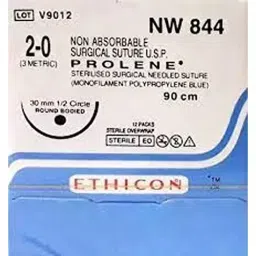 LOT V9012
NW 844
2-0
(3 METRIC)
NON ABSORBABLE
SURGICAL SUTURE U.S.P.
PROLENE*
STERILISED SURGICAL NEEDLED SUTURE
(MONOFILAMENT POLYPROPYLENE BLUE)
90 cm
30 mm 1/2 Circle
ROUND BODIED
12 PACKS
STERILE OVERWRAP
STERILE EO
ETHICON